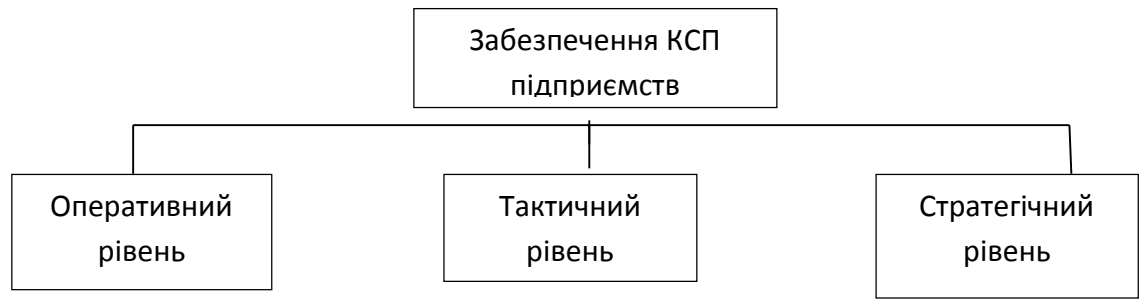 Забезпечення КСП
підприємств
Оперативний
рівень
Тактичний
рівень
Стратегічний
рівень